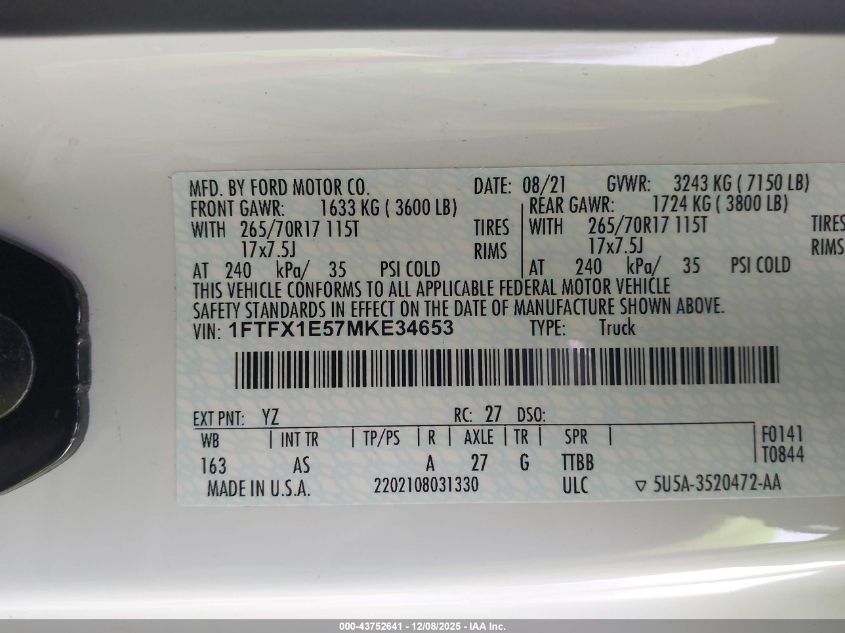 MFD. BY FORD MOTOR CO. DATE: 08/21 GVWR: 3243 KG ( 7150 LB)
FRONT GAWR: 1633 KG ( 3600 LB) REAR GAWR: 1724 KG ( 3800 LB)
WITH 265/70R17 115T TIRES WITH 265/70R17 115T TIRES
17x7.5J RIMS 17x7.5J RIMS
AT 240 kPa/ 35 PSI COLD AT 240 kPa/ 35 PSI COLD
THIS VEHICLE CONFORMS TO ALL APPLICABLE FEDERAL MOTOR VEHICLE
SAFETY STANDARDS IN EFFECT ON THE DATE OF MANUFACTURE SHOWN ABOVE.
VIN: 1FTFX1E57MKE34653 TYPE: Truck
EXT PNT: YZ RC: 27 DSO:
WB | INT TR | TP/PS | R | AXLE | TR | SPR | F0141
163 AS A 27 G TTBB T0844
MADE IN U.S.A. 2202108031330 ULC ▽ 5U5A-3520472-AA
000-43752641 - 12/08/2025 - IAA Inc.